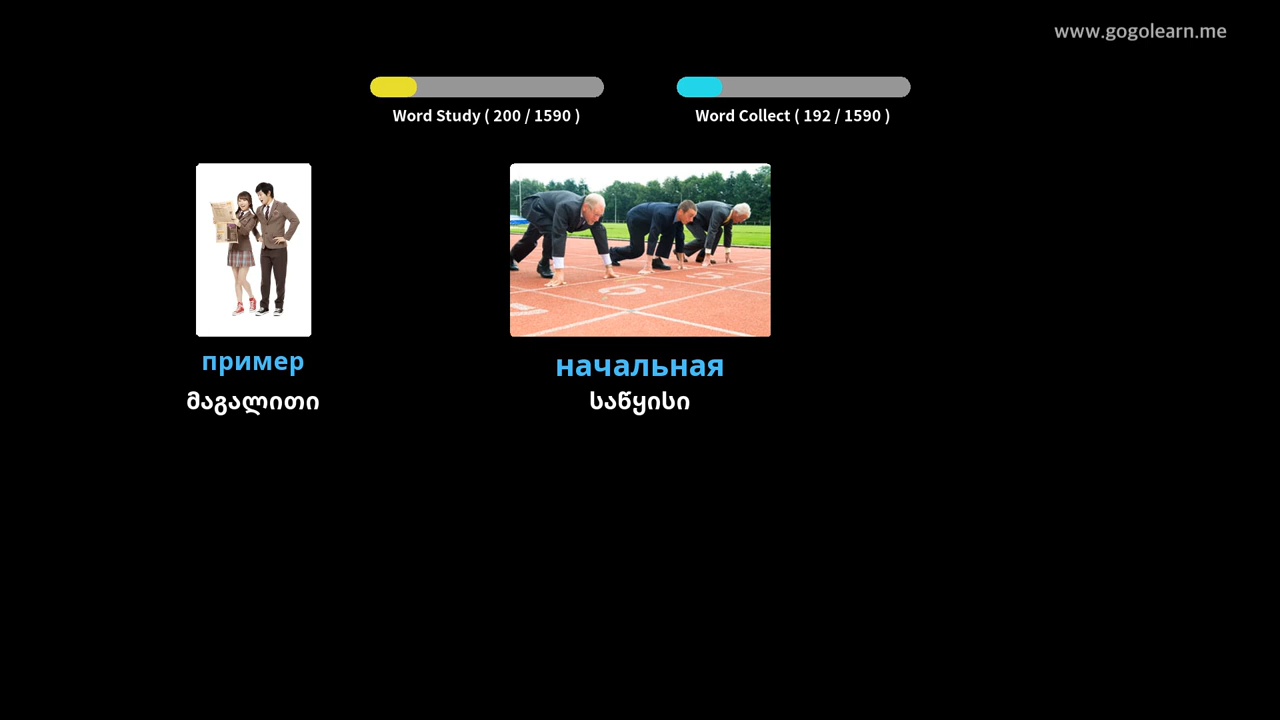 www.gogolearn.me
Word Study ( 200 / 1590 )
Word Collect ( 192 / 1590 )
пример
მაგალითი
начальная
საწყისი